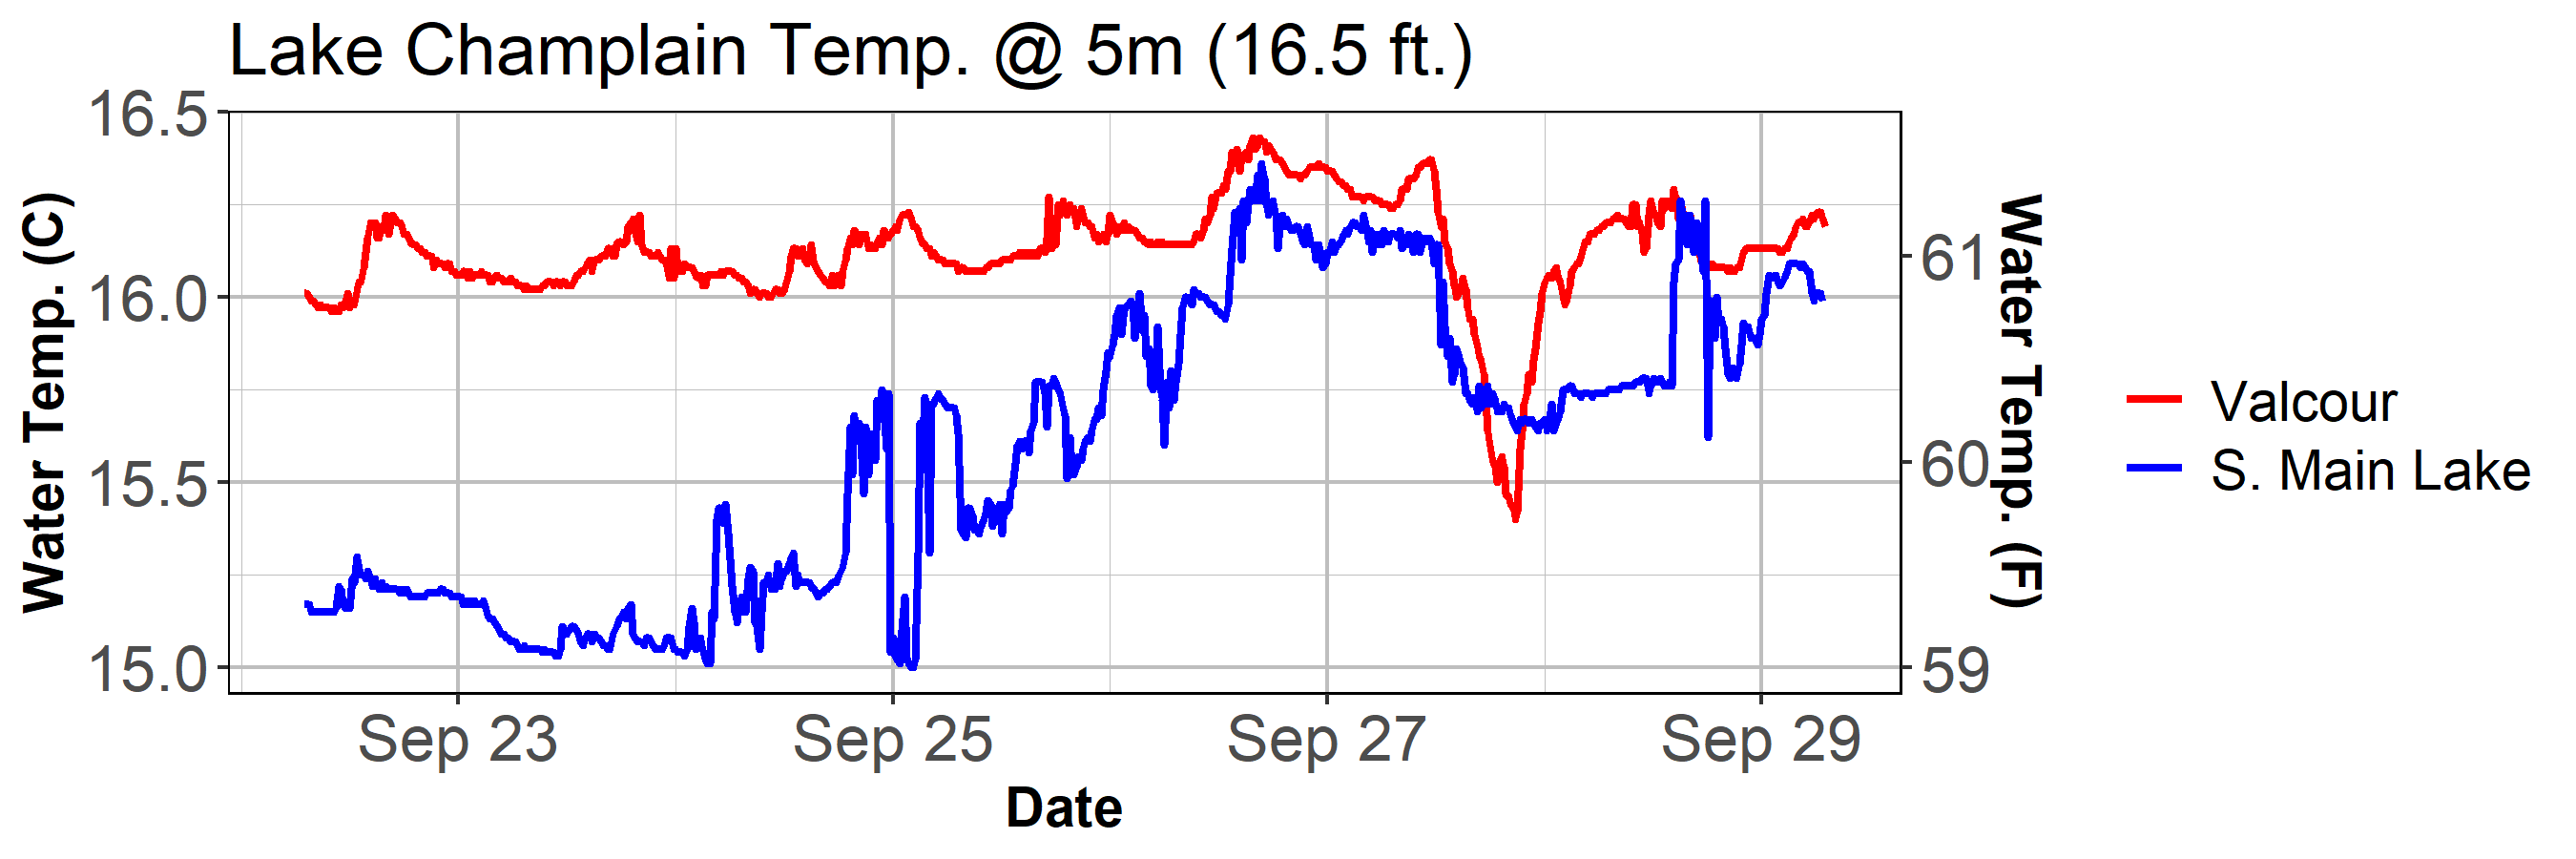 Lake Champlain Temp. @ 5m (16.5 ft.)
Water Temp. (C)
16.5
16.0
15.5
15.0
61
60
59
Water Temp. (F)
Sep 23
Sep 25
Sep 27
Sep 29
Date
Valcour
S. Main Lake